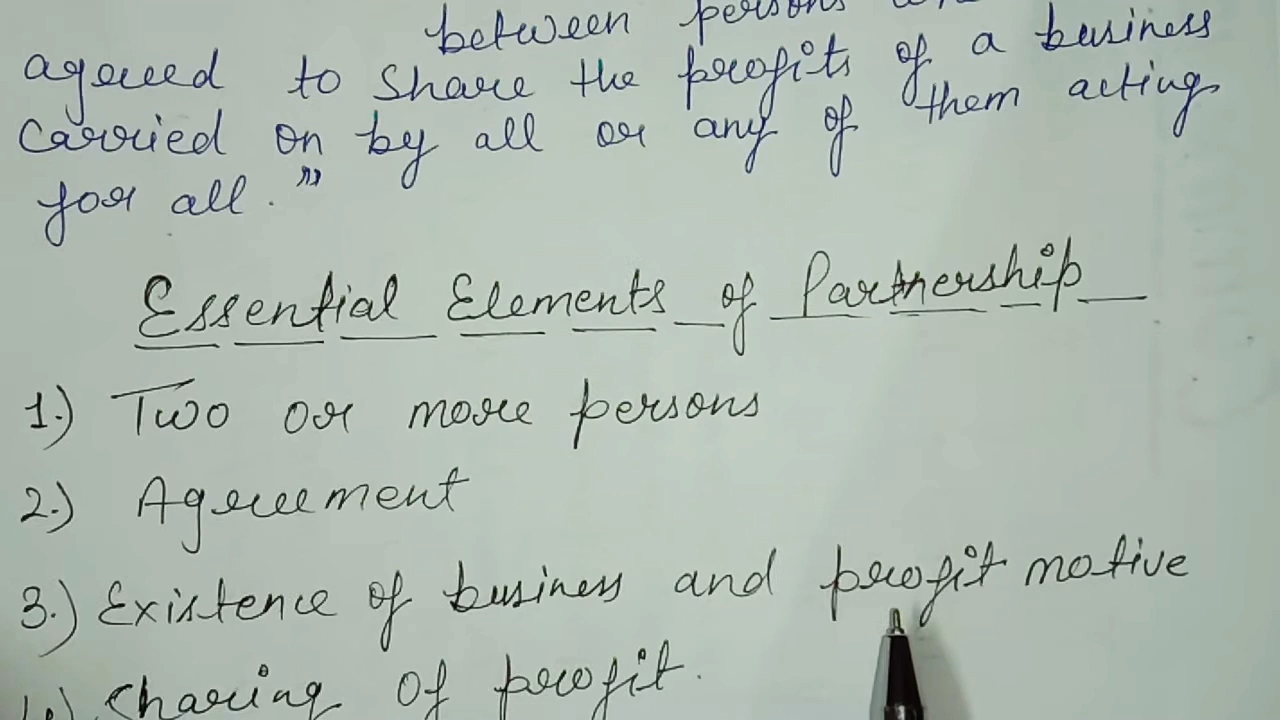 between persons
agreed to share the profits of a business
carried on by all or any of them acting
for all."
Essential Elements of Partnership
1.) Two or more persons
2.) Agreement
3.) Existence of business and profit motive
4.) Sharing of profit.